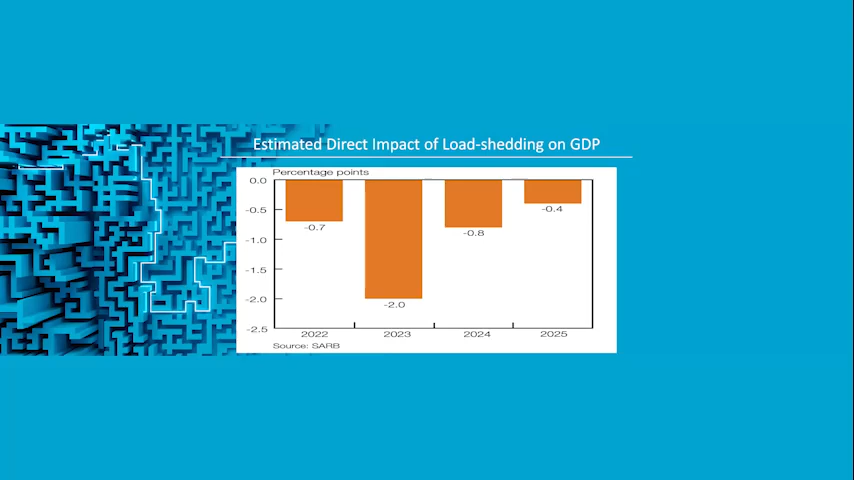 Estimated Direct Impact of Load-shedding on GDP
Percentage points
0.0
-0.5
-1.0
-1.5
-2.0
-2.5
-0.7
-2.0
-0.8
-0.4
2022 2023 2024 2025
Source: SARB